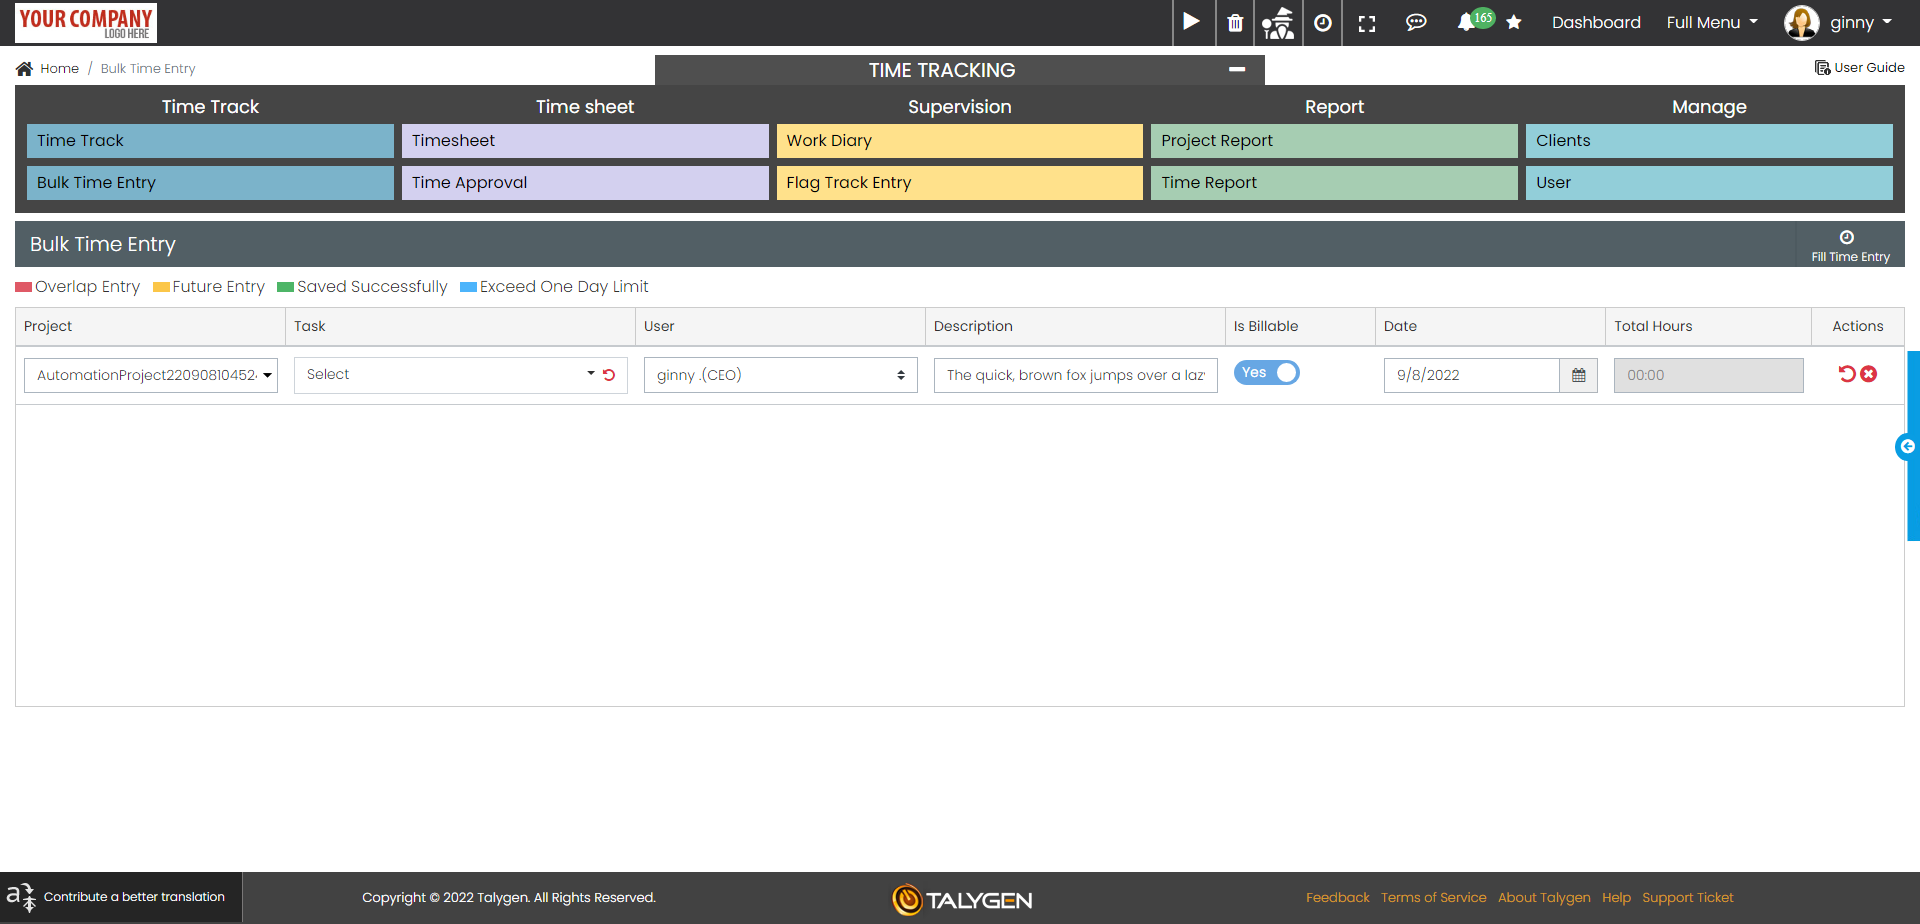 YOUR COMPANY
LOGO HERE
165
Dashboard
Full Menu
ginny
Home / Bulk Time Entry
TIME TRACKING
User Guide
Time Track
Time sheet
Supervision
Report
Manage
Time Track
Timesheet
Work Diary
Project Report
Clients
Bulk Time Entry
Time Approval
Flag Track Entry
Time Report
User
Bulk Time Entry
Fill Time Entry
Overlap Entry
Future Entry
Saved Successfully
Exceed One Day Limit
Project
Task
User
Description
Is Billable
Date
Total Hours
Actions
AutomationProject2209081045
Select
ginny .(CEO)
The quick, brown fox jumps over a
Yes
9/8/2022
00:00
Contribute a better translation
Copyright © 2022 Talygen. All Rights Reserved.
TALYGEN
Feedback
Terms of Service
About Talygen
Help
Support Ticket